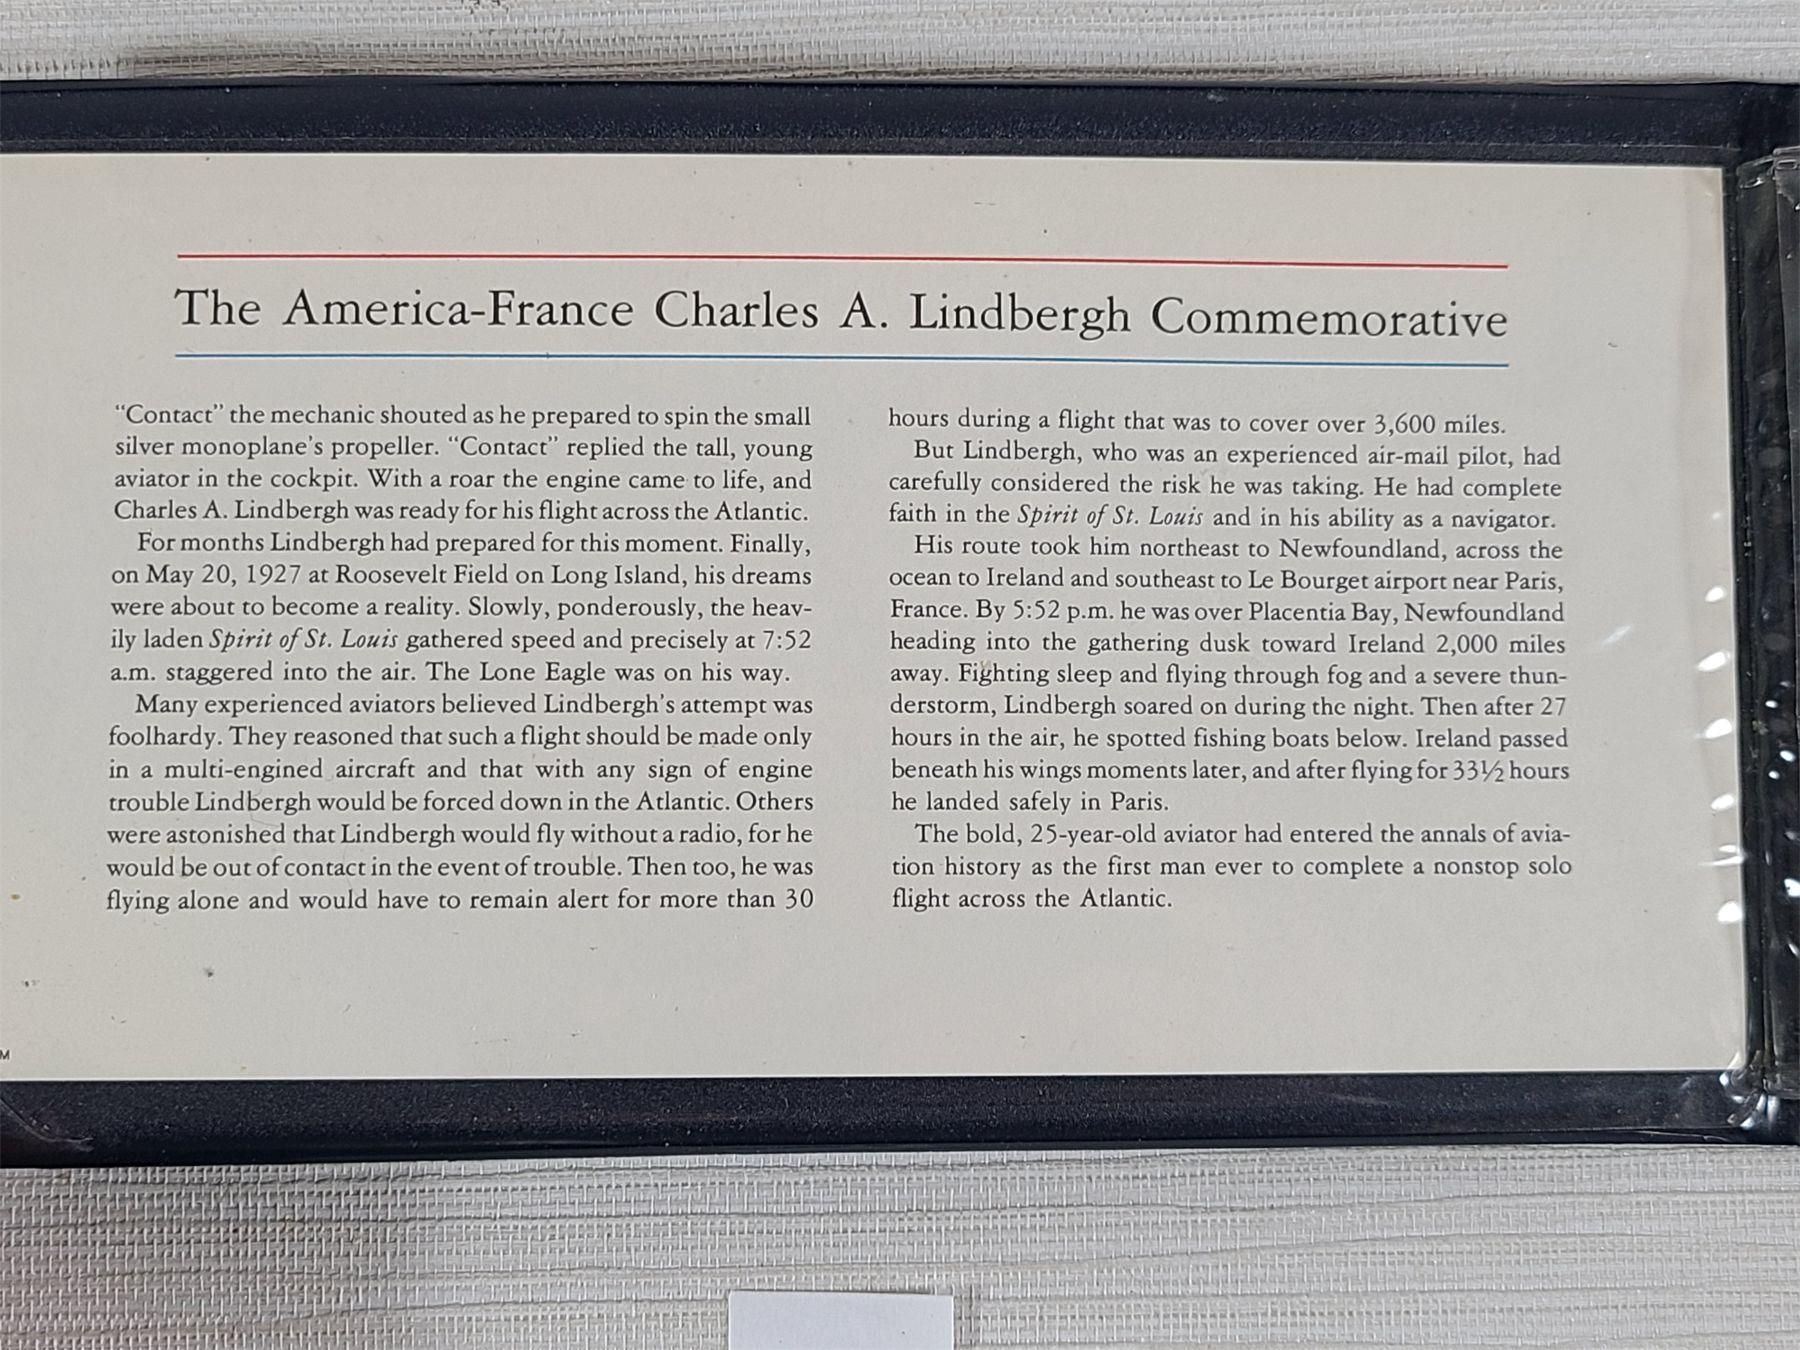 The America-France Charles A. Lindbergh Commemorative
“Contact” the mechanic shouted as he prepared to spin the small
silver monoplane’s propeller. “Contact” replied the tall, young
aviator in the cockpit. With a roar the engine came to life, and
Charles A. Lindbergh was ready for his flight across the Atlantic.
For months Lindbergh had prepared for this moment. Finally,
on May 20, 1927 at Roosevelt Field on Long Island, his dreams
were about to become a reality. Slowly, ponderously, the heav-
ily laden Spirit of St. Louis gathered speed and precisely at 7:52
a.m. staggered into the air. The Lone Eagle was on his way.
Many experienced aviators believed Lindbergh’s attempt was
foolhardy. They reasoned that such a flight should be made only
in a multi-engined aircraft and that with any sign of engine
trouble Lindbergh would be forced down in the Atlantic. Others
were astonished that Lindbergh would fly without a radio, for he
would be out of contact in the event of trouble. Then too, he was
flying alone and would have to remain alert for more than 30
hours during a flight that was to cover over 3,600 miles.
But Lindbergh, who was an experienced air-mail pilot, had
carefully considered the risk he was taking. He had complete
faith in the Spirit of St. Louis and in his ability as a navigator.
His route took him northeast to Newfoundland, across the
ocean to Ireland and southeast to Le Bourget airport near Paris,
France. By 5:52 p.m. he was over Placentia Bay, Newfoundland
heading into the gathering dusk toward Ireland 2,000 miles
away. Fighting sleep and flying through fog and a severe thun-
derstorm, Lindbergh soared on during the night. Then after 27
hours in the air, he spotted fishing boats below. Ireland passed
beneath his wings moments later, and after flying for 33½ hours
he landed safely in Paris.
The bold, 25-year-old aviator had entered the annals of avia-
tion history as the first man ever to complete a nonstop solo
flight across the Atlantic.
M